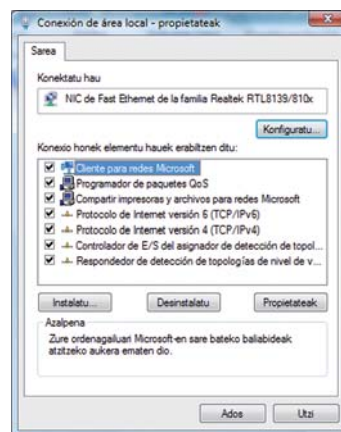 Conexión de área local - propietateak
Sarea
Konektatu hau
NIC de Fast Ethernet de la familia Realtek RTL8139/810x
Konfiguratu...
Konexio honek elementu hauek erabiltzen ditu:
Cliente para redes Microsoft
Programador de paquetes QoS
Compartir impresoras y archivos para redes Microsoft
Protocolo de Internet versión 6 (TCP/IPv6)
Protocolo de Internet versión 4 (TCP/IPv4)
Controlador de E/S del asignador de detección de topol...
Respondedor de detección de topologías de nivel de v...
Instalatu...
Desinstalatu
Propietateak
Azalpena
Zure ordenagailuari Microsoft-en sare bateko baliabideak
atzitzeko aukera ematen dio.
Ados
Utzi